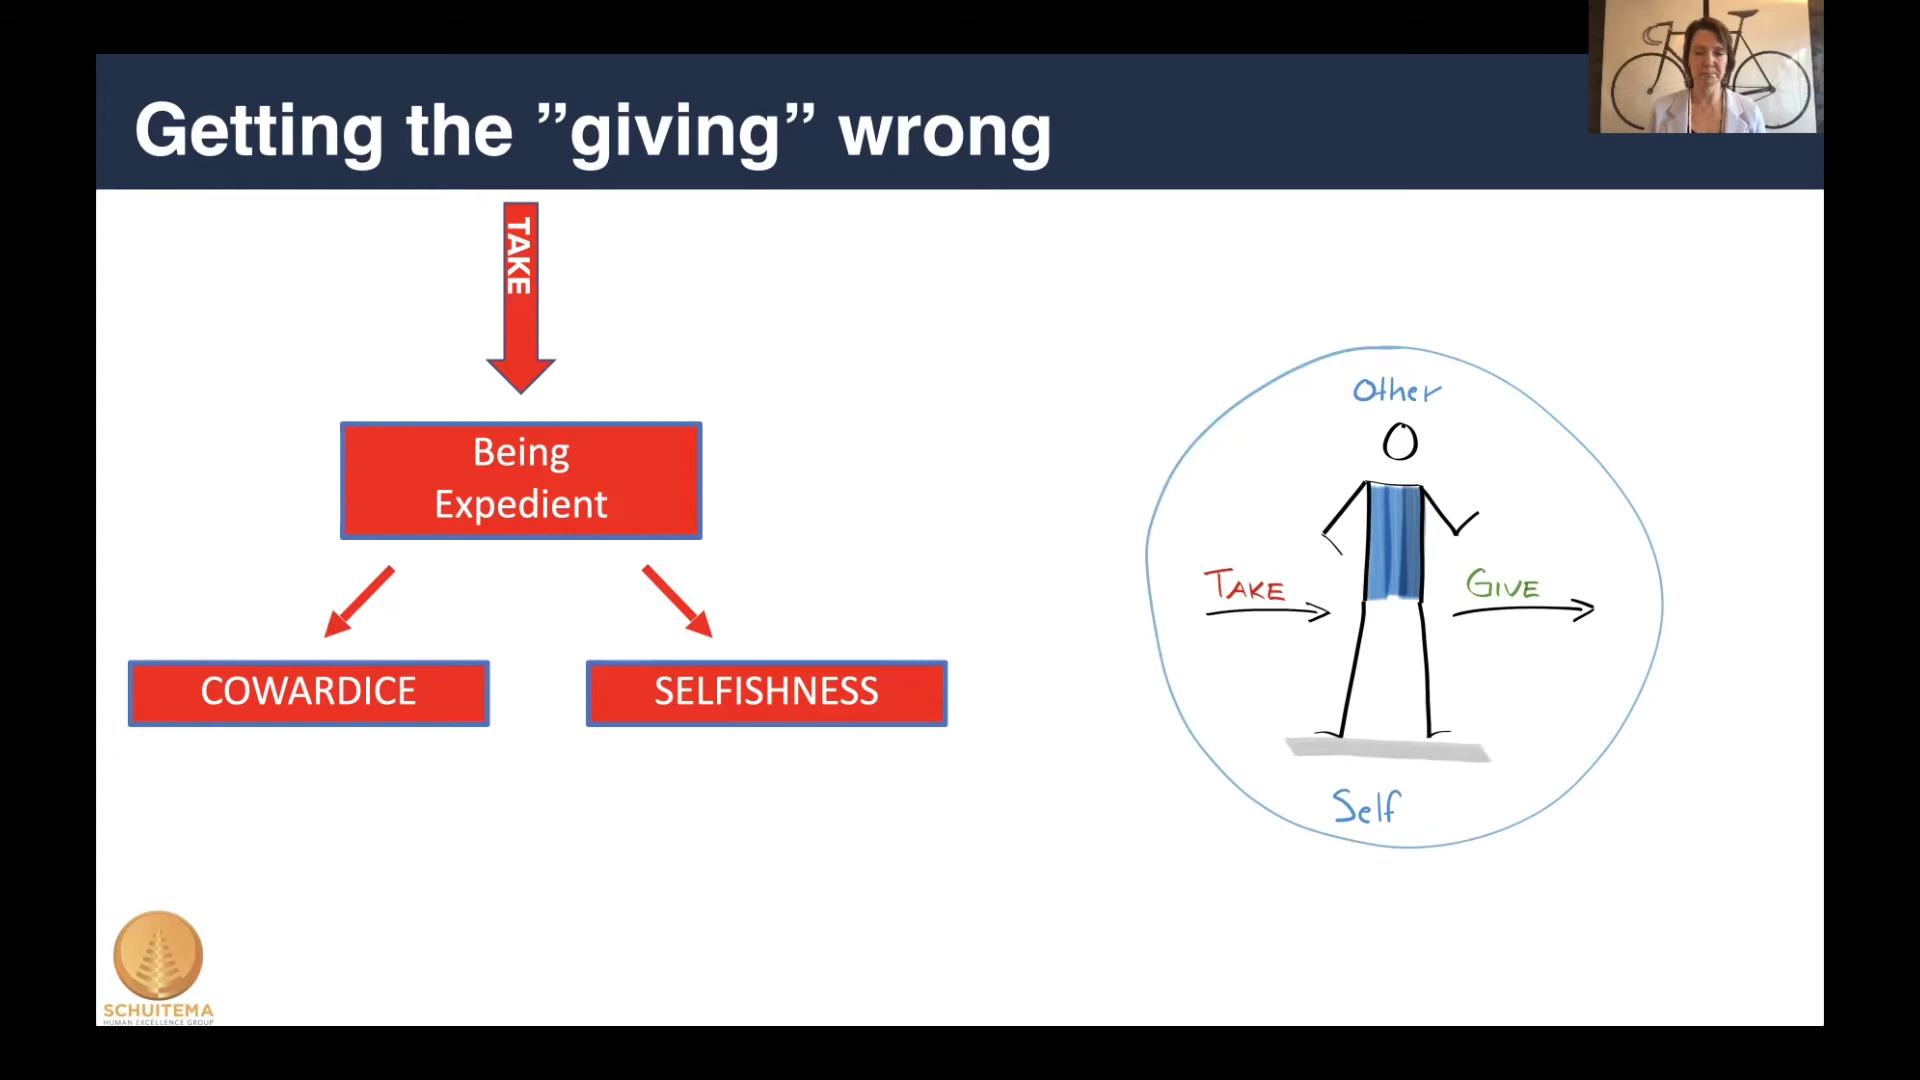 Getting the ”giving” wrong
TAKE
Being
Expedient
COWARDICE
SELFISHNESS
Other
TAKE
GIVE
Self
SCHUITEMA
HUMAN EXCELLENCE GROUP